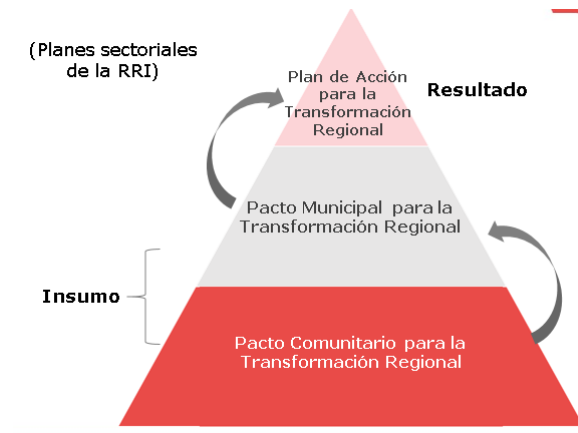 (Planes sectoriales
de la RRI)
Plan de Acción
para la
Transformación
Regional
Resultado
Pacto Municipal para la
Transformación Regional
Insumo
Pacto Comunitario para la
Transformación Regional